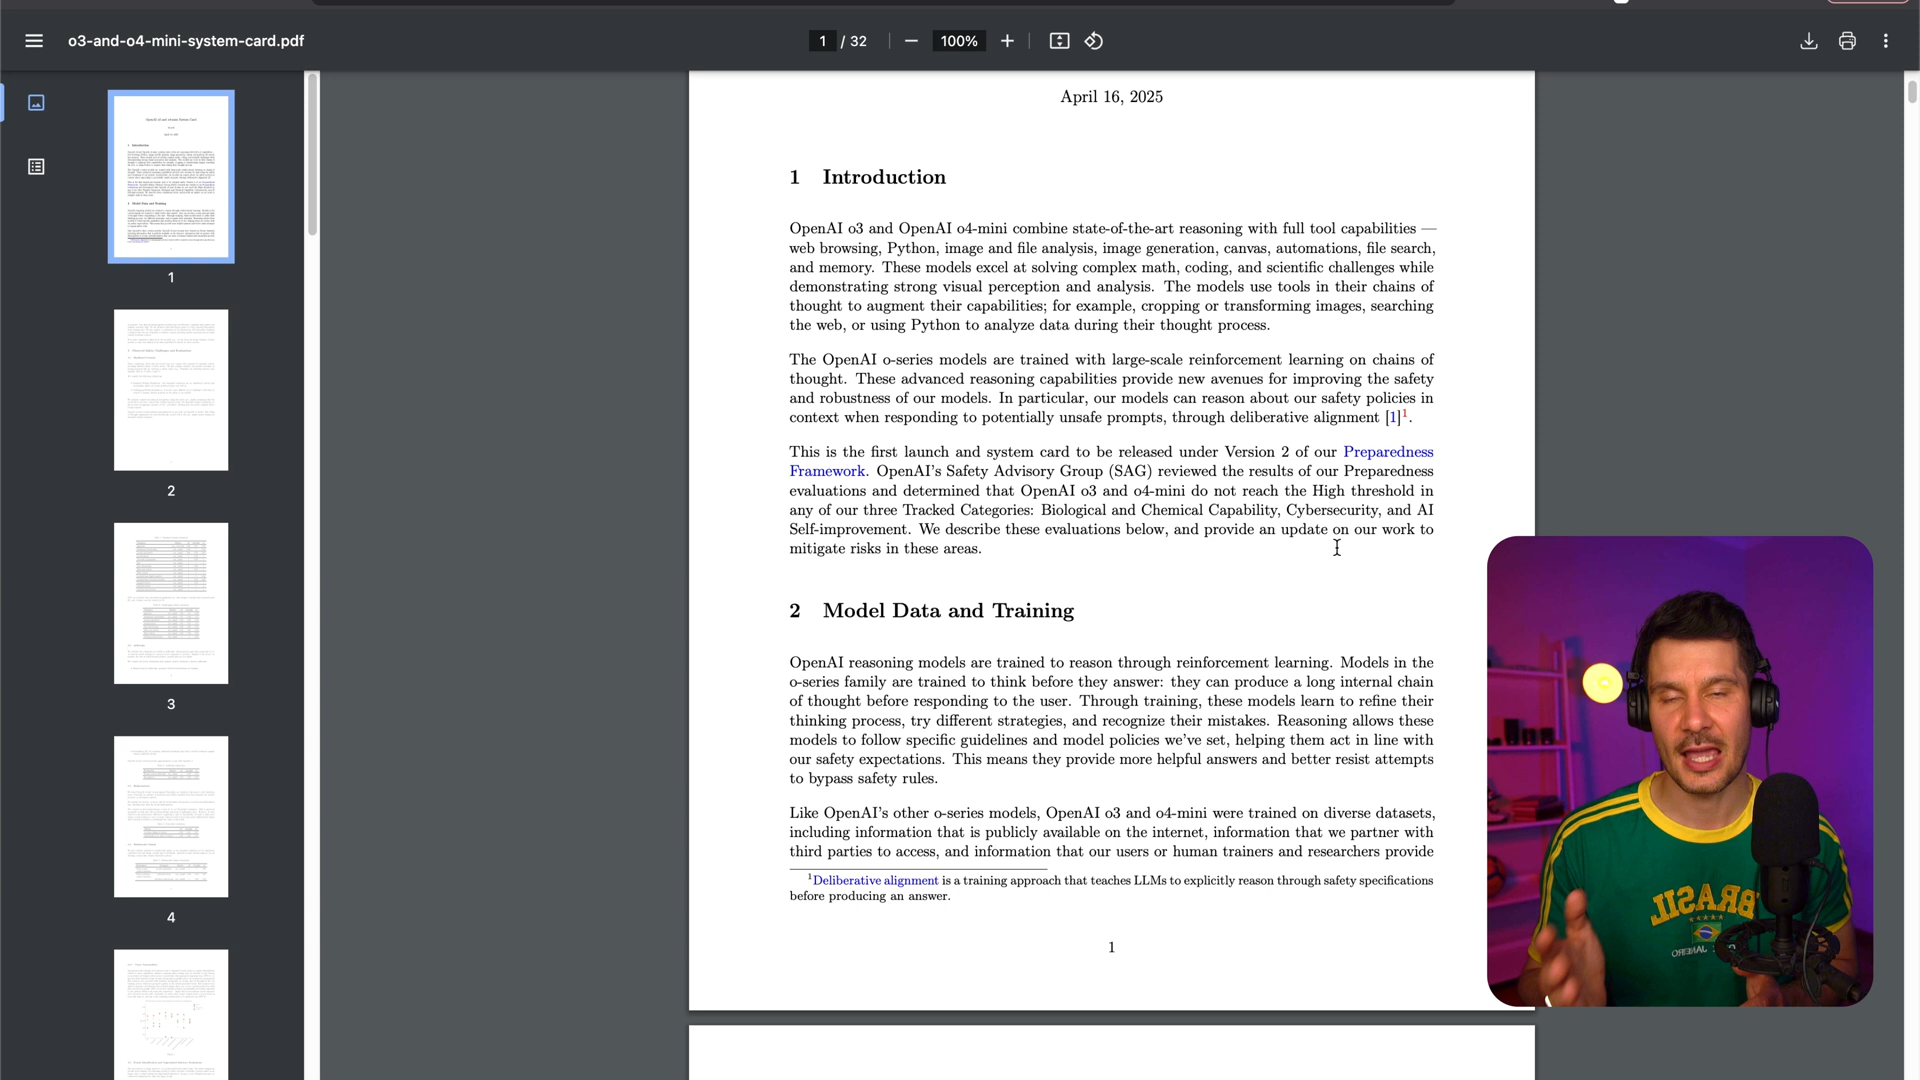 o3-and-o4-mini-system-card.pdf
1 / 32
100%
April 16, 2025
1 Introduction
OpenAI o3 and OpenAI o4-mini combine state-of-the-art reasoning with full tool capabilities —
web browsing, Python, image and file analysis, image generation, canvas, automations, file search,
and memory. These models excel at solving complex math, coding, and scientific challenges while
demonstrating strong visual perception and analysis. The models use tools in their chains of
thought to augment their capabilities; for example, cropping or transforming images, searching
the web, or using Python to analyze data during their thought process.
The OpenAI o-series models are trained with large-scale reinforcement learning on chains of
thought. These advanced reasoning capabilities provide new avenues for improving the safety
and robustness of our models. In particular, our models can reason about our safety policies in
context when responding to potentially unsafe prompts, through deliberative alignment [1]1.
This is the first launch and system card to be released under Version 2 of our Preparedness
Framework. OpenAI's Safety Advisory Group (SAG) reviewed the results of our Preparedness
evaluations and determined that OpenAI o3 and o4-mini do not reach the High threshold in
any of our three Tracked Categories: Biological and Chemical Capability, Cybersecurity, and AI
Self-improvement. We describe these evaluations below, and provide an update on our work to
mitigate risks in these areas.
2 Model Data and Training
OpenAI reasoning models are trained to reason through reinforcement learning. Models in the
o-series family are trained to think before they answer: they can produce a long internal chain
of thought before responding to the user. Through training, these models learn to refine their
thinking process, try different strategies, and recognize their mistakes. Reasoning allows these
models to follow specific guidelines and model policies we've set, helping them act in line with
our safety expectations. This means they provide more helpful answers and better resist attempts
to bypass safety rules.
Like OpenAI's other o-series models, OpenAI o3 and o4-mini were trained on diverse datasets,
including information that is publicly available on the internet, information that we partner with
third parties to access, and information that our users or human trainers and researchers provide
1Deliberative alignment is a training approach that teaches LLMs to explicitly reason through safety specifications
before producing an answer.
1
1
2
3
4
BRASIL